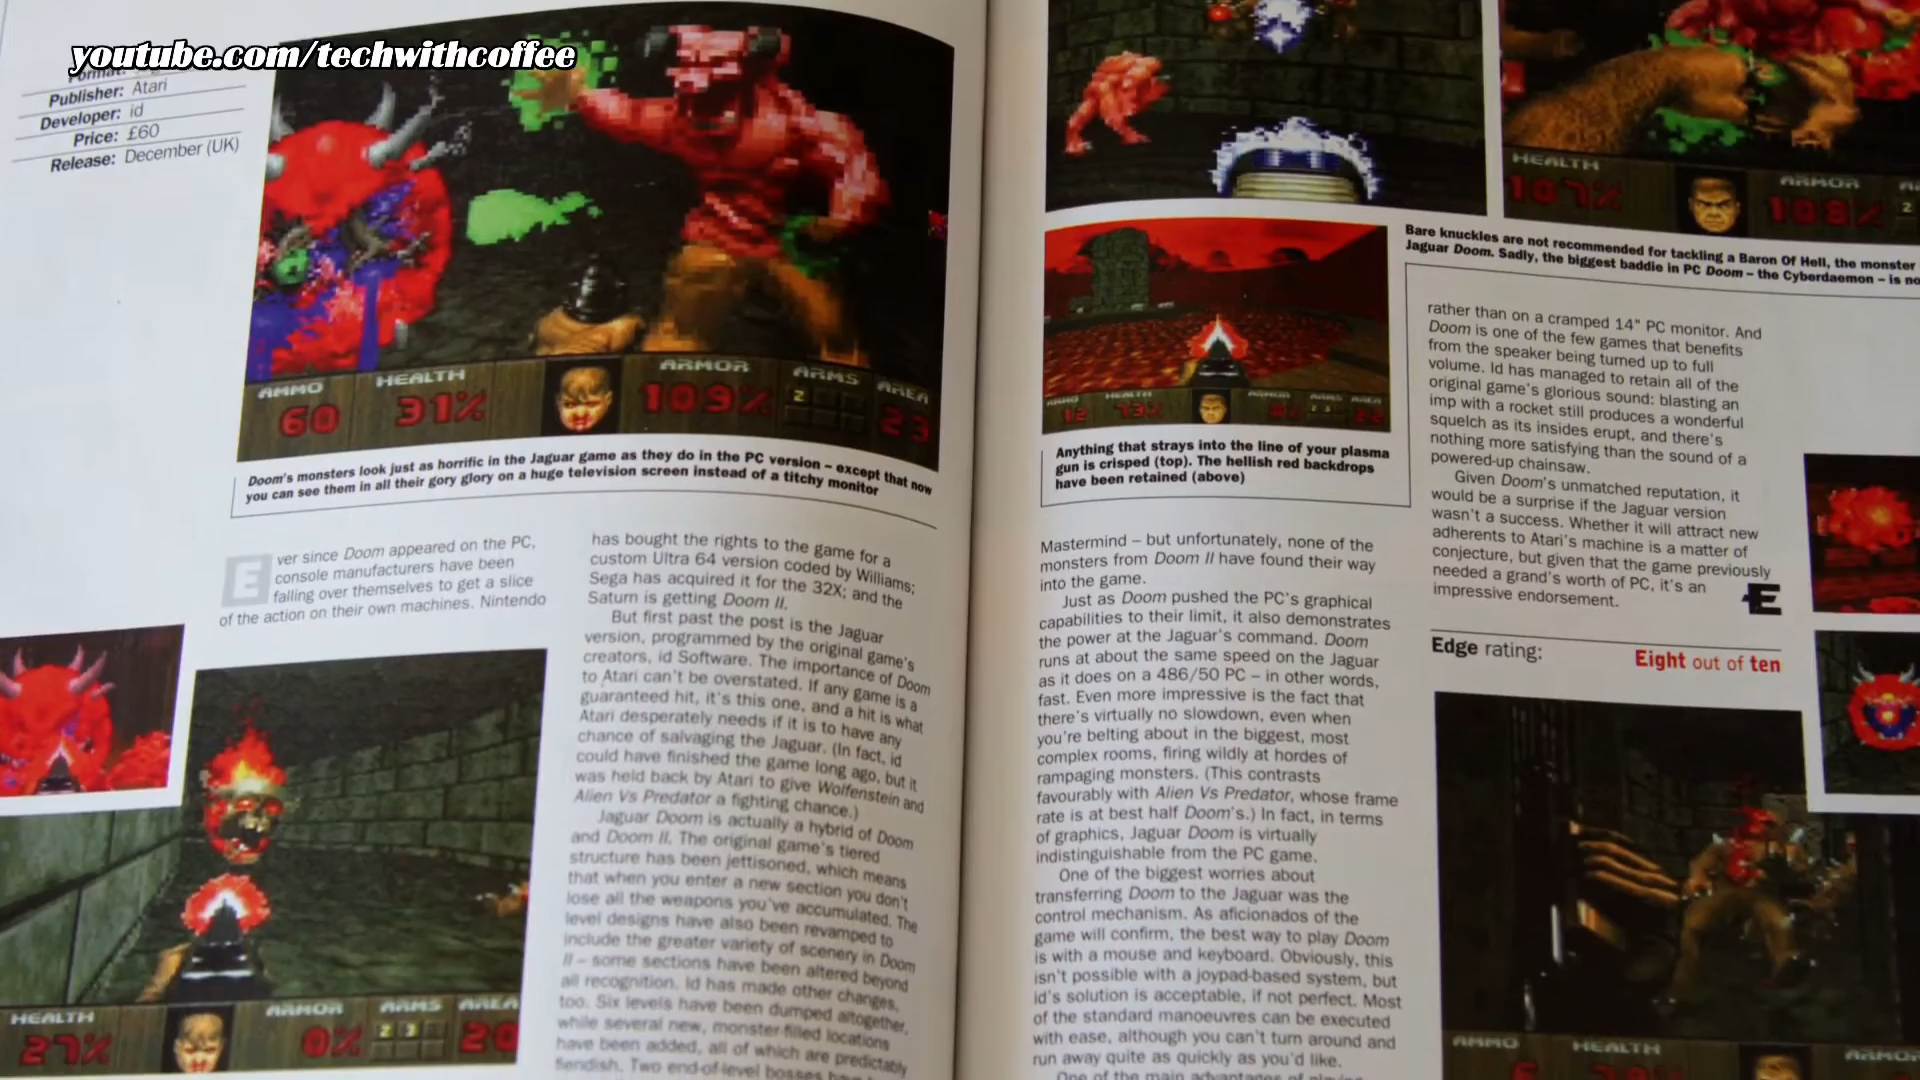 youtube.com/techwithcoffee
Format:
Publisher: Atari
Developer: id
Price: £60
Release: December (UK)
AMMO HEALTH ARMOR ARMS AREA
60 31% 109% 2 23
Doom's monsters look just as horrific in the Jaguar game as they do in the PC version – except that now
you can see them in all their gory glory on a huge television screen instead of a titchy monitor
Ever since Doom appeared on the PC,
console manufacturers have been
falling over themselves to get a slice
of the action on their own machines. Nintendo
HEALTH ARMOR ARMS AREA
27% 0% 2 3 20
has bought the rights to the game for a
custom Ultra 64 version coded by Williams;
Sega has acquired it for the 32X; and the
Saturn is getting Doom II.
But first past the post is the Jaguar
version, programmed by the original game's
creators, id Software. The importance of Doom
to Atari can't be overstated. If any game is a
guaranteed hit, it's this one, and a hit is what
Atari desperately needs if it is to have any
chance of salvaging the Jaguar. (In fact, id
could have finished the game long ago, but it
was held back by Atari to give Wolfenstein and
Alien Vs Predator a fighting chance.)
Jaguar Doom is actually a hybrid of Doom
and Doom II. The original game's tiered
structure has been jettisoned, which means
that when you enter a new section you don't
lose all the weapons you've accumulated. The
level designs have also been revamped to
include the greater variety of scenery in Doom
II – some sections have been altered beyond
all recognition. Id has made other changes,
too. Six levels have been dumped altogether,
while several new, monster-filled locations
have been added, all of which are predictably
fiendish. Two end-of-level bosses have
HEALTH ARMOR
107% 108% 2
Bare knuckles are not recommended for tackling a Baron Of Hell, the monster
Jaguar Doom. Sadly, the biggest baddie in PC Doom – the Cyberdaemon – is no
AMMO HEALTH ARMOR ARMS AREA
12 73%
Anything that strays into the line of your plasma
gun is crisped (top). The hellish red backdrops
have been retained (above)
Mastermind – but unfortunately, none of the
monsters from Doom II have found their way
into the game.
Just as Doom pushed the PC's graphical
capabilities to their limit, it also demonstrates
the power at the Jaguar's command. Doom
runs at about the same speed on the Jaguar
as it does on a 486/50 PC – in other words,
fast. Even more impressive is the fact that
there's virtually no slowdown, even when
you're belting about in the biggest, most
complex rooms, firing wildly at hordes of
rampaging monsters. (This contrasts
favourably with Alien Vs Predator, whose frame
rate is at best half Doom's.) In fact, in terms
of graphics, Jaguar Doom is virtually
indistinguishable from the PC game.
One of the biggest worries about
transferring Doom to the Jaguar was the
control mechanism. As aficionados of the
game will confirm, the best way to play Doom
is with a mouse and keyboard. Obviously, this
isn't possible with a joypad-based system, but
id's solution is acceptable, if not perfect. Most
of the standard manoeuvres can be executed
with ease, although you can't turn around and
run away quite as quickly as you'd like.
One of the main advantages of playing
rather than on a cramped 14" PC monitor. And
Doom is one of the few games that benefits
from the speaker being turned up to full
volume. Id has managed to retain all of the
original game's glorious sound: blasting an
imp with a rocket still produces a wonderful
squelch as its insides erupt, and there's
nothing more satisfying than the sound of a
powered-up chainsaw.
Given Doom's unmatched reputation, it
would be a surprise if the Jaguar version
wasn't a success. Whether it will attract new
adherents to Atari's machine is a matter of
conjecture, but given that the game previously
needed a grand's worth of PC, it's an
impressive endorsement.
E
Edge rating: Eight out of ten
AMMO HEALTH ARMOR